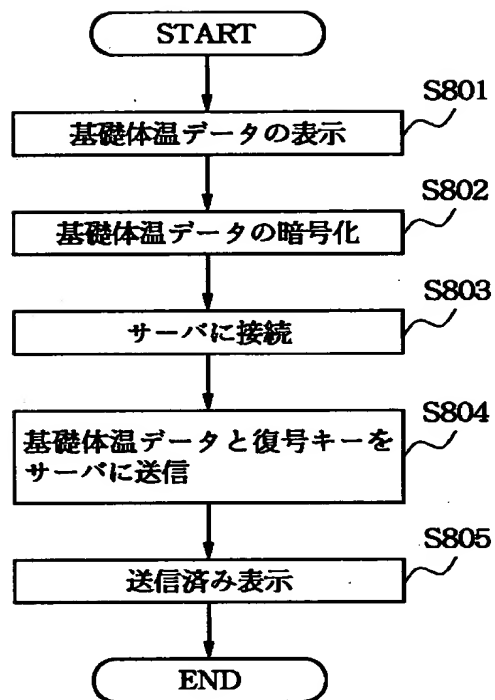 START
S801
基礎体温データの表示
S802
基礎体温データの暗号化
S803
サーバに接続
S804
基礎体温データと復号キーを
サーバに送信
S805
送信済み表示
END